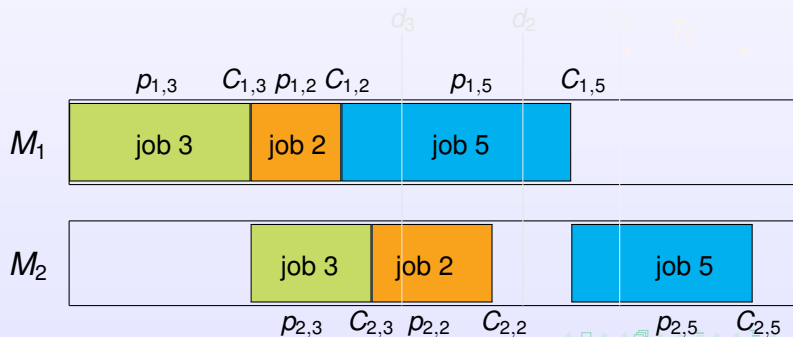 d₃ d₂
p₁,₃ C₁,₃ p₁,₂ C₁,₂ p₁,₅ C₁,₅
M₁ job 3 job 2 job 5
M₂ job 3 job 2 job 5
p₂,₃ C₂,₃ p₂,₂ C₂,₂ p₂,₅ C₂,₅